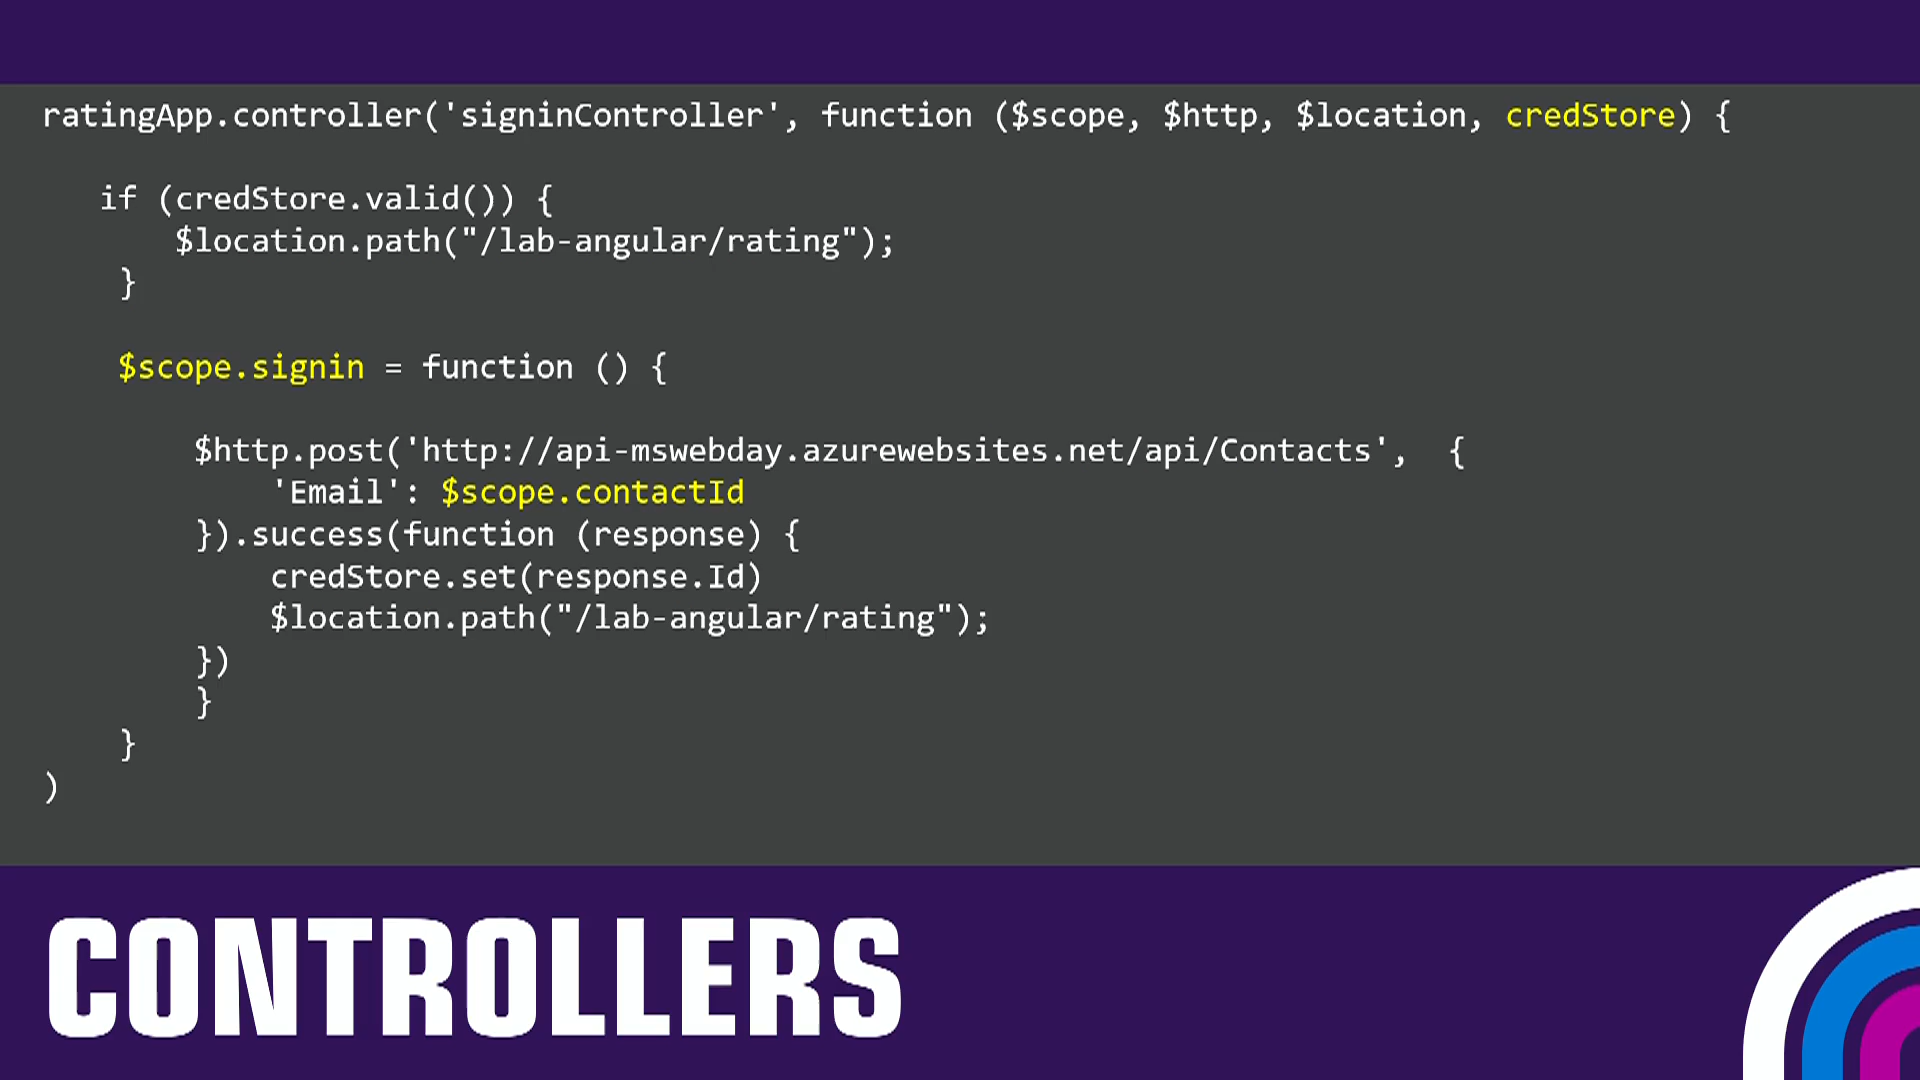 ratingApp.controller('signinController', function ($scope, $http, $location, credStore) {
if (credStore.valid()) {
$location.path("/lab-angular/rating");
}
$scope.signin = function () {
$http.post('http://api-mswebday.azurewebsites.net/api/Contacts', {
'Email': $scope.contactId
}).success(function (response) {
credStore.set(response.Id)
$location.path("/lab-angular/rating");
})
}
}
)
CONTROLLERS